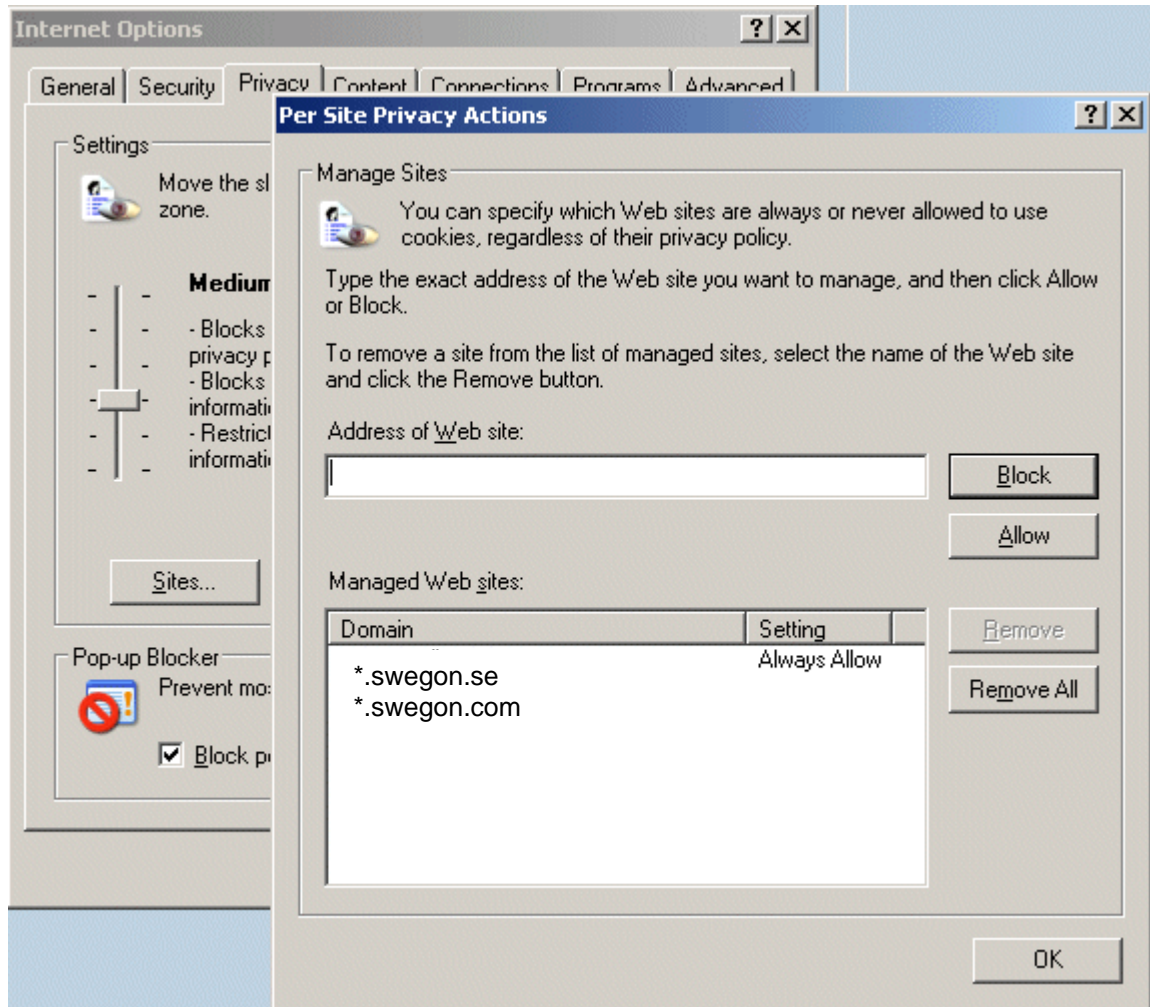 Internet Options
General Security Privacy Content Connections Programs Advanced
Settings
Move the sl
zone.
Medium
- Blocks
privacy p
- Blocks
informati
- Restrict
informati
Sites...
Pop-up Blocker
Prevent mo
Block p
Per Site Privacy Actions
Manage Sites
You can specify which Web sites are always or never allowed to use
cookies, regardless of their privacy policy.
Type the exact address of the Web site you want to manage, and then click Allow
or Block.
To remove a site from the list of managed sites, select the name of the Web site
and click the Remove button.
Address of Web site:
Block
Allow
Managed Web sites:
Domain Setting
Always Allow
*.swegon.se
*.swegon.com
Remove
Remove All
OK